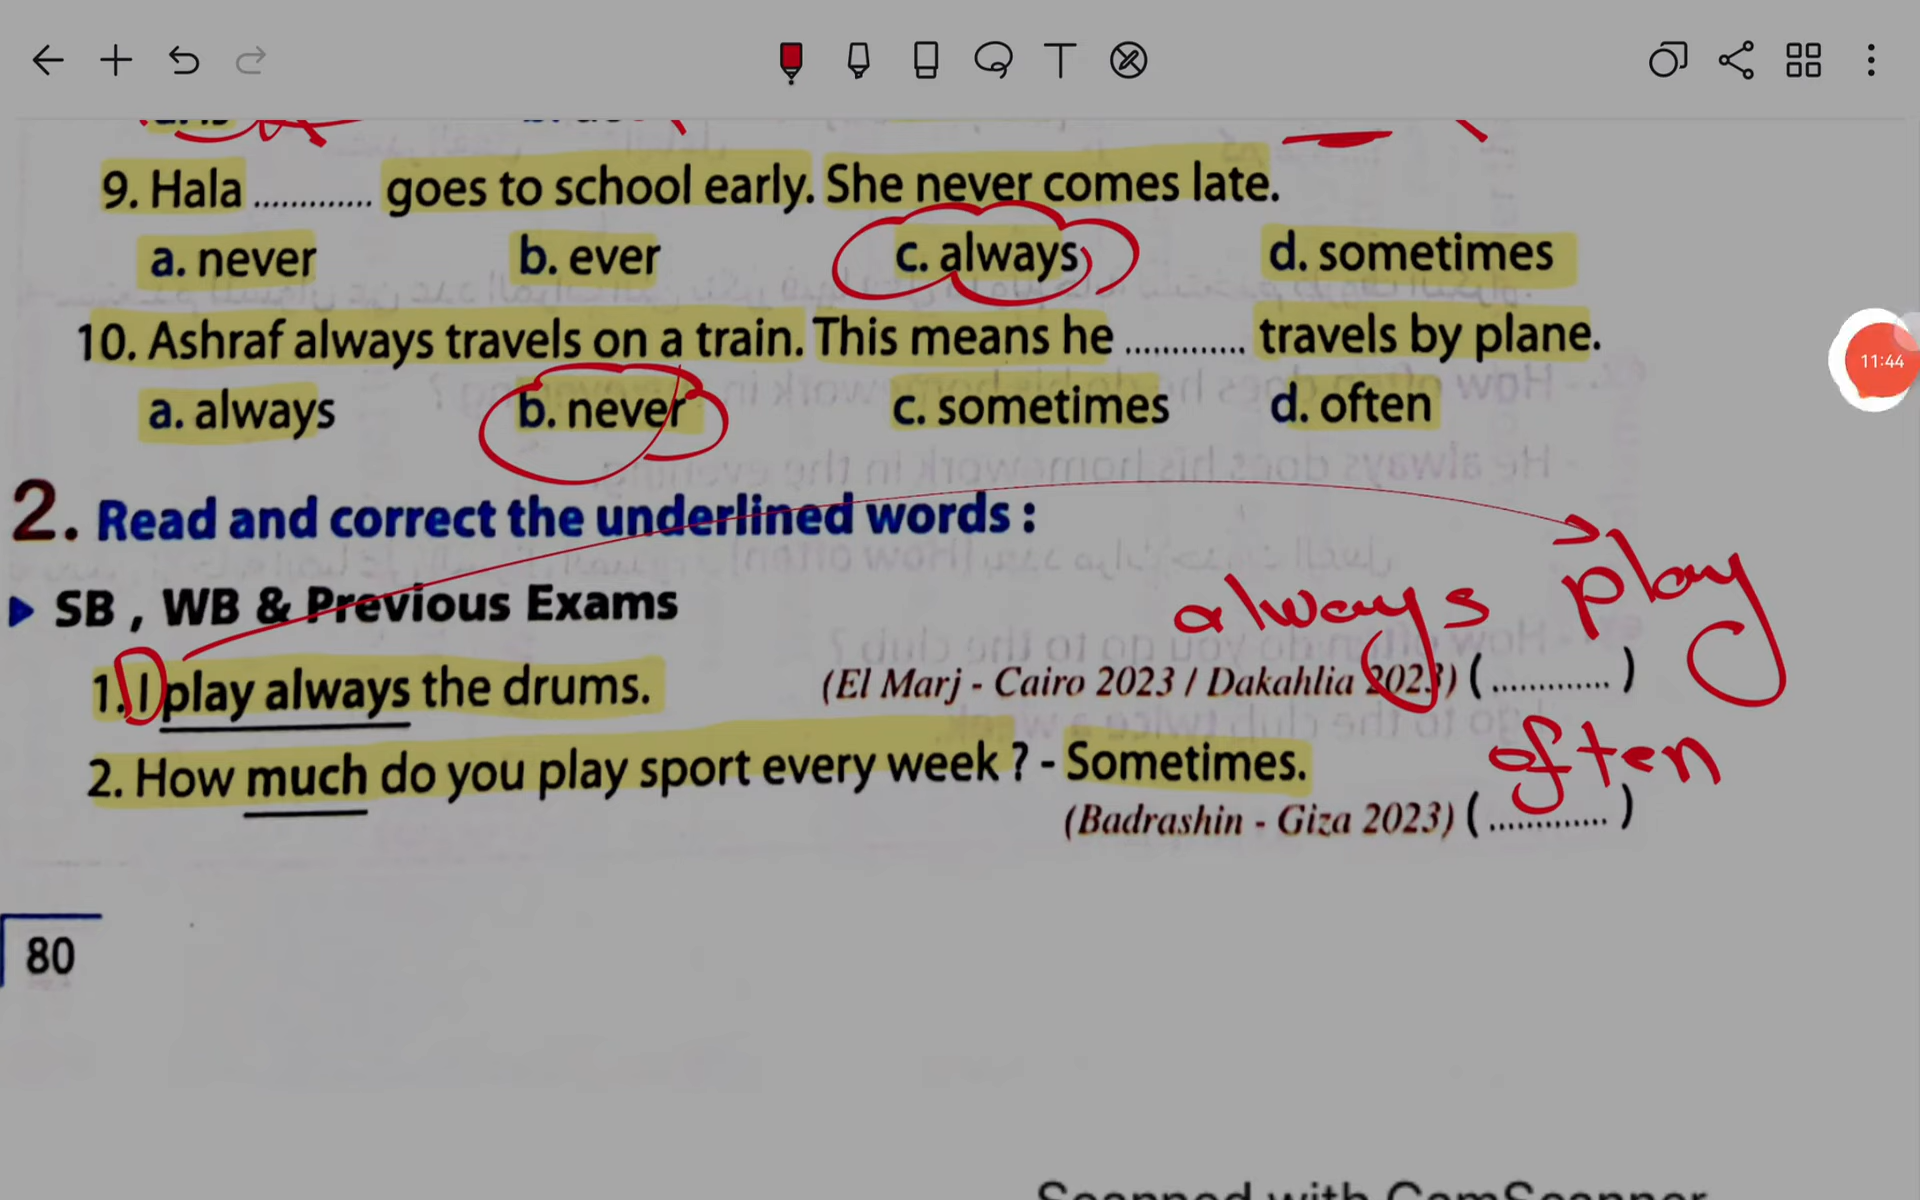 9. Hala ............. goes to school early. She never comes late.
a. never b. ever c. always d. sometimes
11:44
10. Ashraf always travels on a train. This means he ............. travels by plane.
a. always b. never c. sometimes d. often
2. Read and correct the underlined words :
SB , WB & Previous Exams
always play
1. I play always the drums. (El Marj - Cairo 2023 / Dakahlia 2023) (.............)
often
2. How much do you play sport every week ? - Sometimes.
(Badrashin - Giza 2023) (.............)
80
Scanned with CamScanner